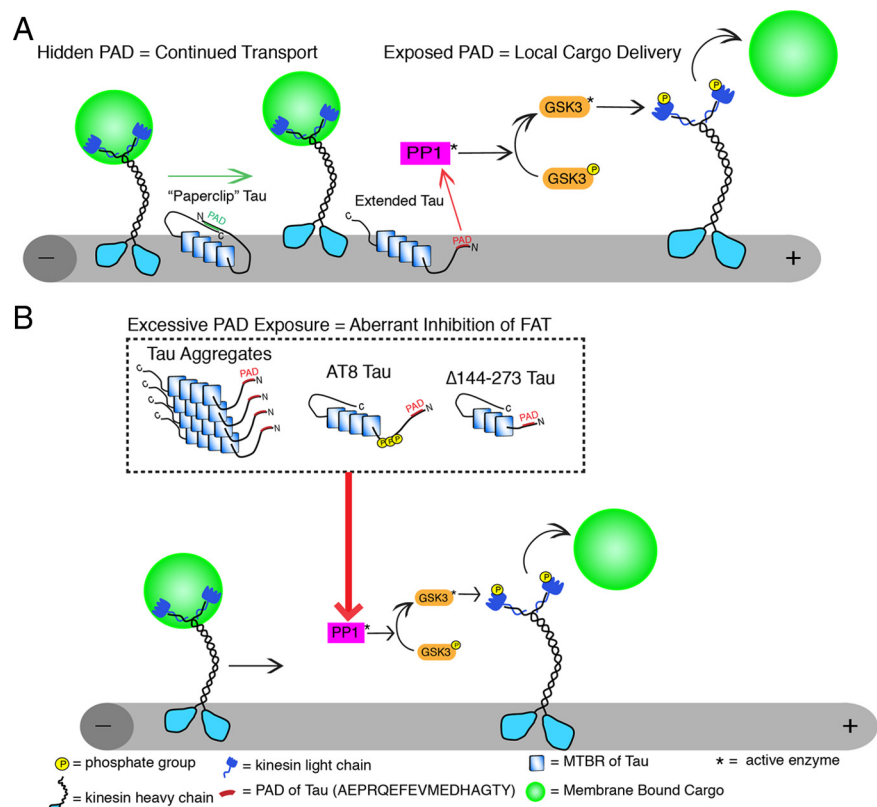 A
Hidden PAD = Continued Transport
Exposed PAD = Local Cargo Delivery
P
P
GSK3*
PP1*
GSK3
P
"Paperclip" Tau
N
PAD
C
Extended Tau
C
PAD
N
−
+
B
Excessive PAD Exposure = Aberrant Inhibition of FAT
Tau Aggregates
AT8 Tau
Δ144-273 Tau
C
C
C
C
PAD
N
N
N
N
C
PAD
N
P
P
P
C
PAD
N
P
P
GSK3*
PP1*
GSK3
P
−
+
P = phosphate group
= kinesin light chain
= MTBR of Tau
* = active enzyme
= kinesin heavy chain
= PAD of Tau (AEPRQEFEVMEDHAGTY)
= Membrane Bound Cargo